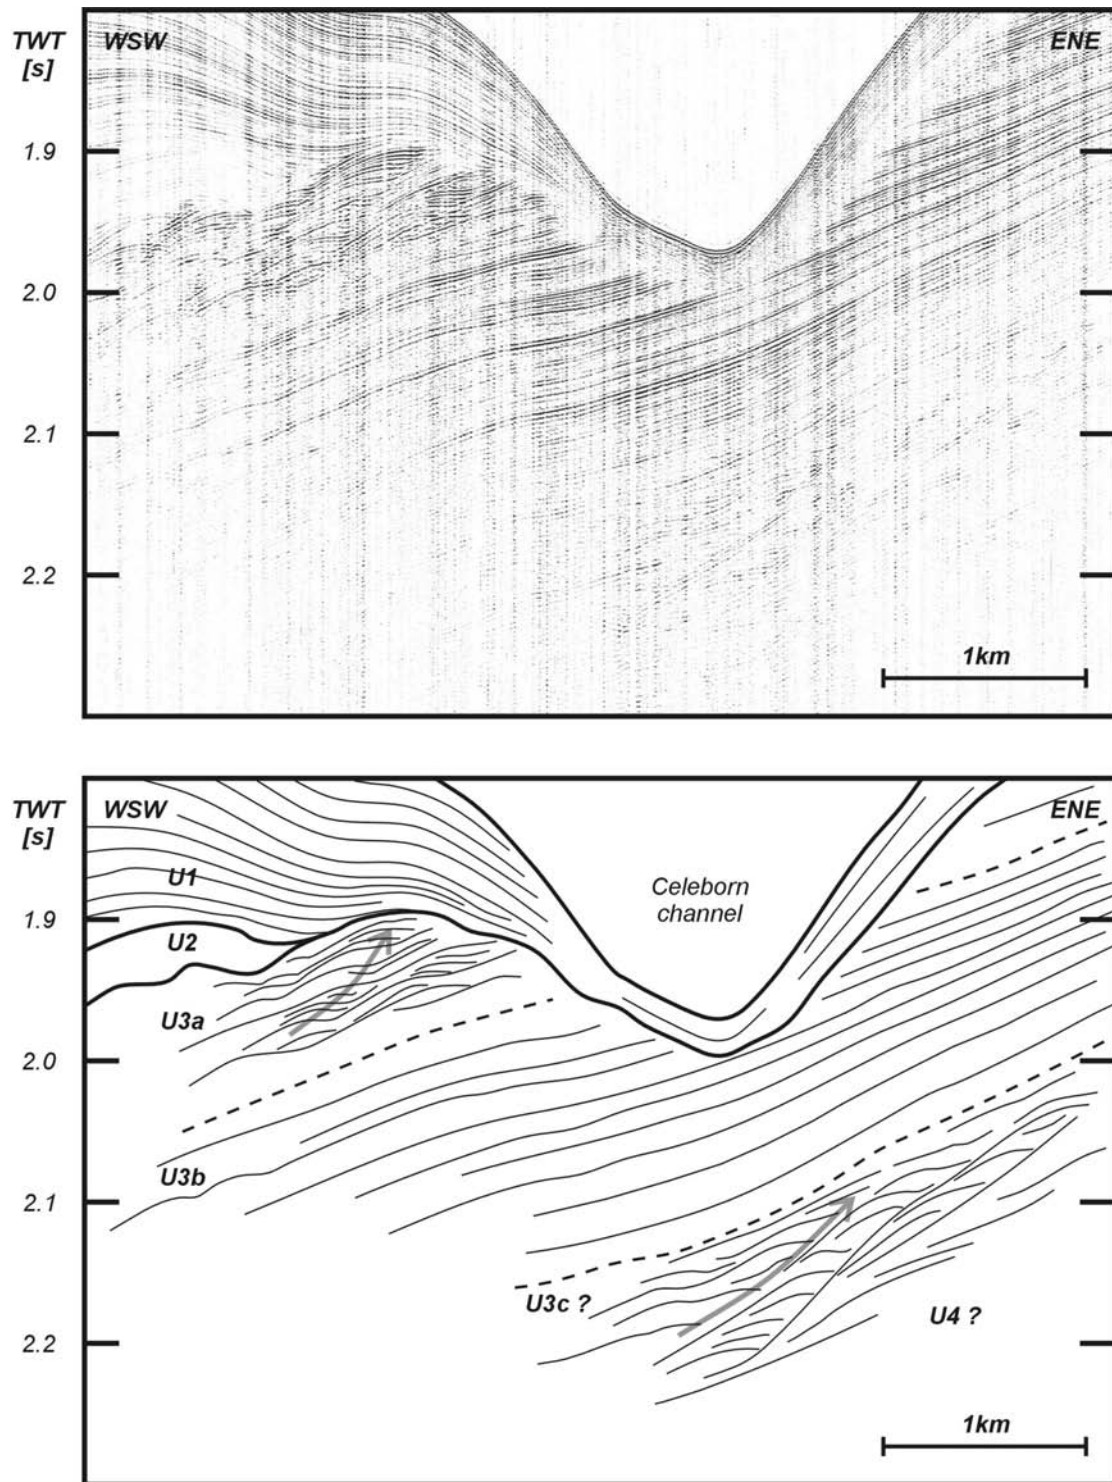 TWT
[s]
WSW
ENE
1.9
2.0
2.1
2.2
1km
TWT
[s]
WSW
ENE
Celeborn
channel
U1
1.9
U2
U3a
2.0
U3b
2.1
U3c ?
U4 ?
2.2
1km